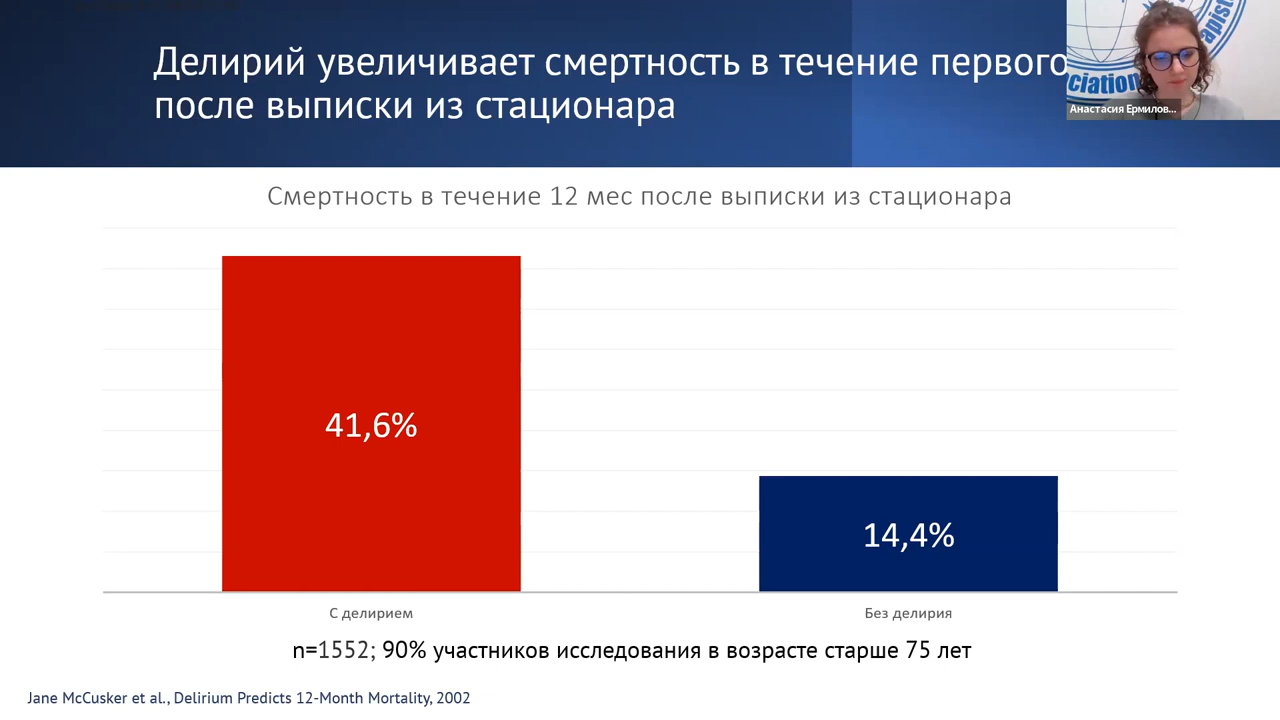 Делирий увеличивает смертность в течение первого
после выписки из стационара
ciation
apist
Анастасия Ермилов...
Смертность в течение 12 мес после выписки из стационара
41,6%
14,4%
С делирием
Без делирия
n=1552; 90% участников исследования в возрасте старше 75 лет
Jane McCusker et al., Delirium Predicts 12-Month Mortality, 2002